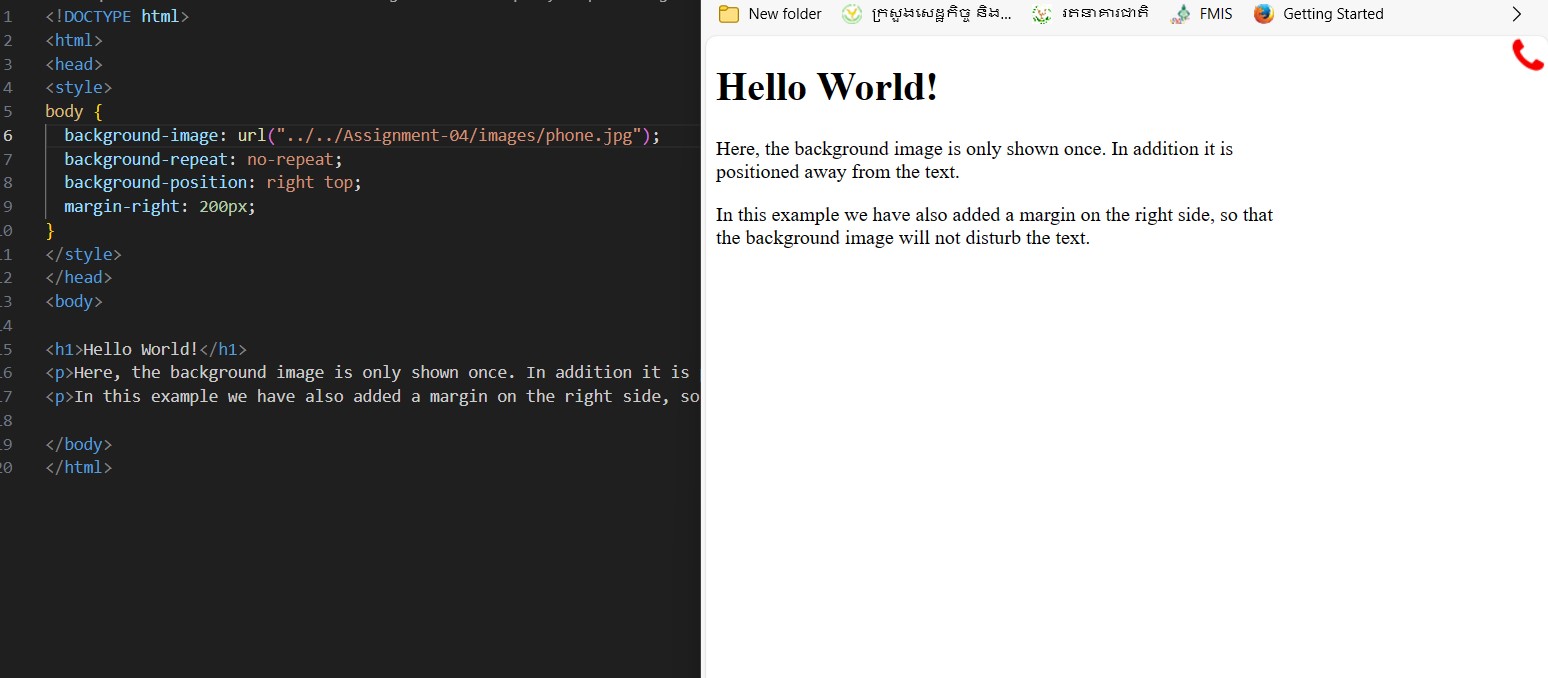 1 <!DOCTYPE html>
2 <html>
3 <head>
4 <style>
5 body {
6 background-image: url("../../Assignment-04/images/phone.jpg");
7 background-repeat: no-repeat;
8 background-position: right top;
9 margin-right: 200px;
10 }
11 </style>
12 </head>
13 <body>
14
15 <h1>Hello World!</h1>
16 <p>Here, the background image is only shown once. In addition it is
17 <p>In this example we have also added a margin on the right side, so
18
19 </body>
20 </html>
New folder ក្រសួងសេដ្ឋកិច្ច និង... រតនាគារជាតិ FMIS Getting Started
Hello World!
Here, the background image is only shown once. In addition it is
positioned away from the text.
In this example we have also added a margin on the right side, so that
the background image will not disturb the text.